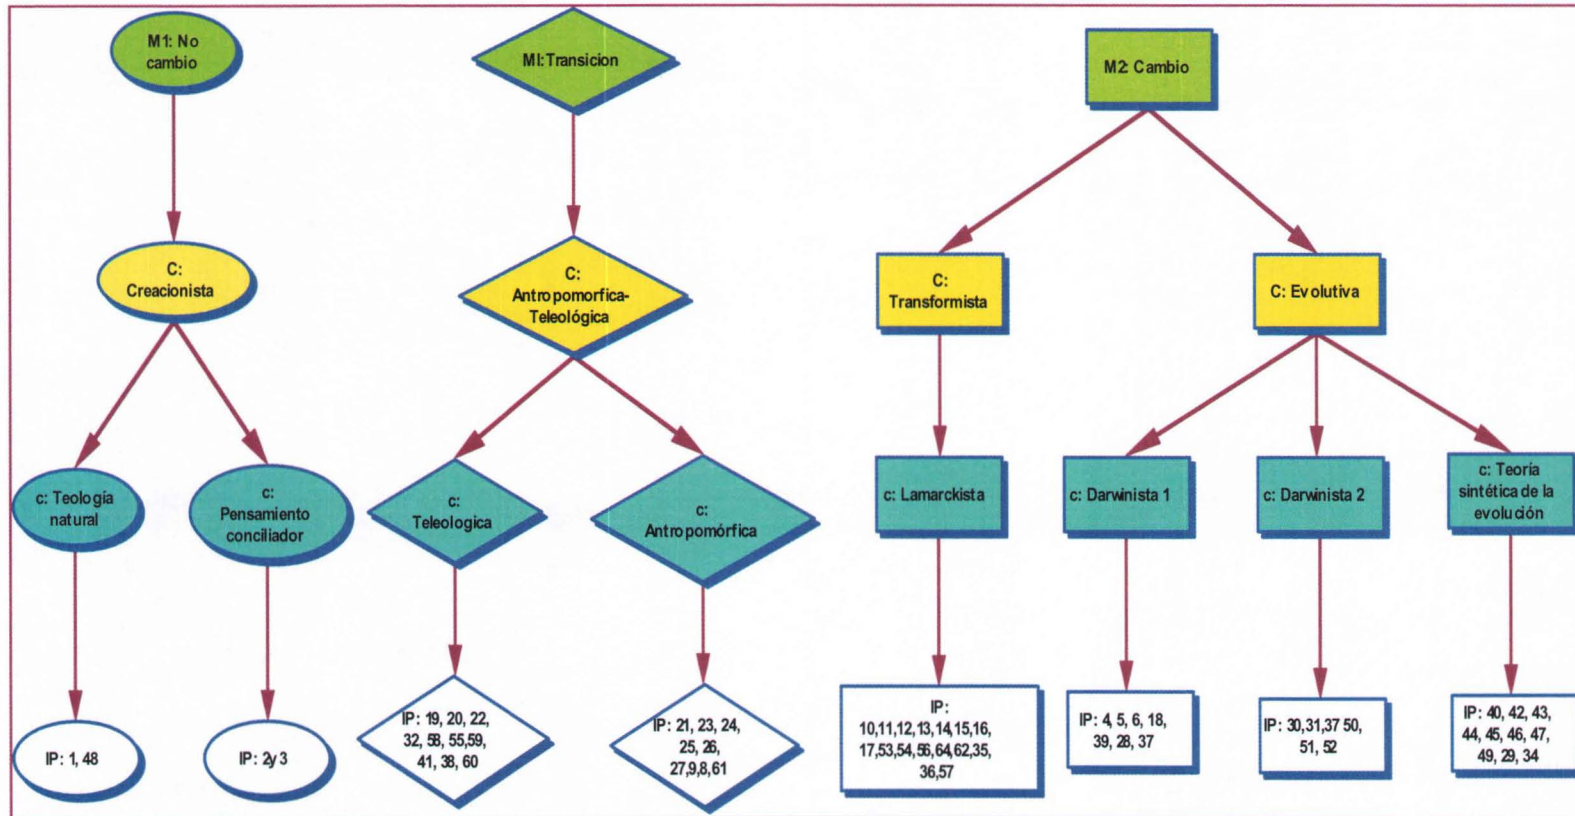 M1: No
cambio
MI:Transicion
M2: Cambio
C:
Creacionista
C:
Antropomorfica-
Teleológica
C:
Transformista
C: Evolutiva
c: Teología
natural
c:
Pensamiento
conciliador
c:
Teleologica
c:
Antropomórfica
c: Lamarckista
c: Darwinista 1
c: Darwinista 2
c: Teoría
sintética de la
evolución
IP: 1, 48
IP: 2y 3
IP: 19, 20, 22,
32, 58, 55,59,
41, 38, 60
IP: 21, 23, 24,
25, 26,
27,9,8,61
IP:
10,11,12,13,14,15,16,
17,53,54,56,64,62,35,
36,57
IP: 4, 5, 6, 18,
39, 28, 37
IP: 30,31,37 50,
51, 52
IP: 40, 42, 43,
44, 45, 46, 47,
49, 29, 34